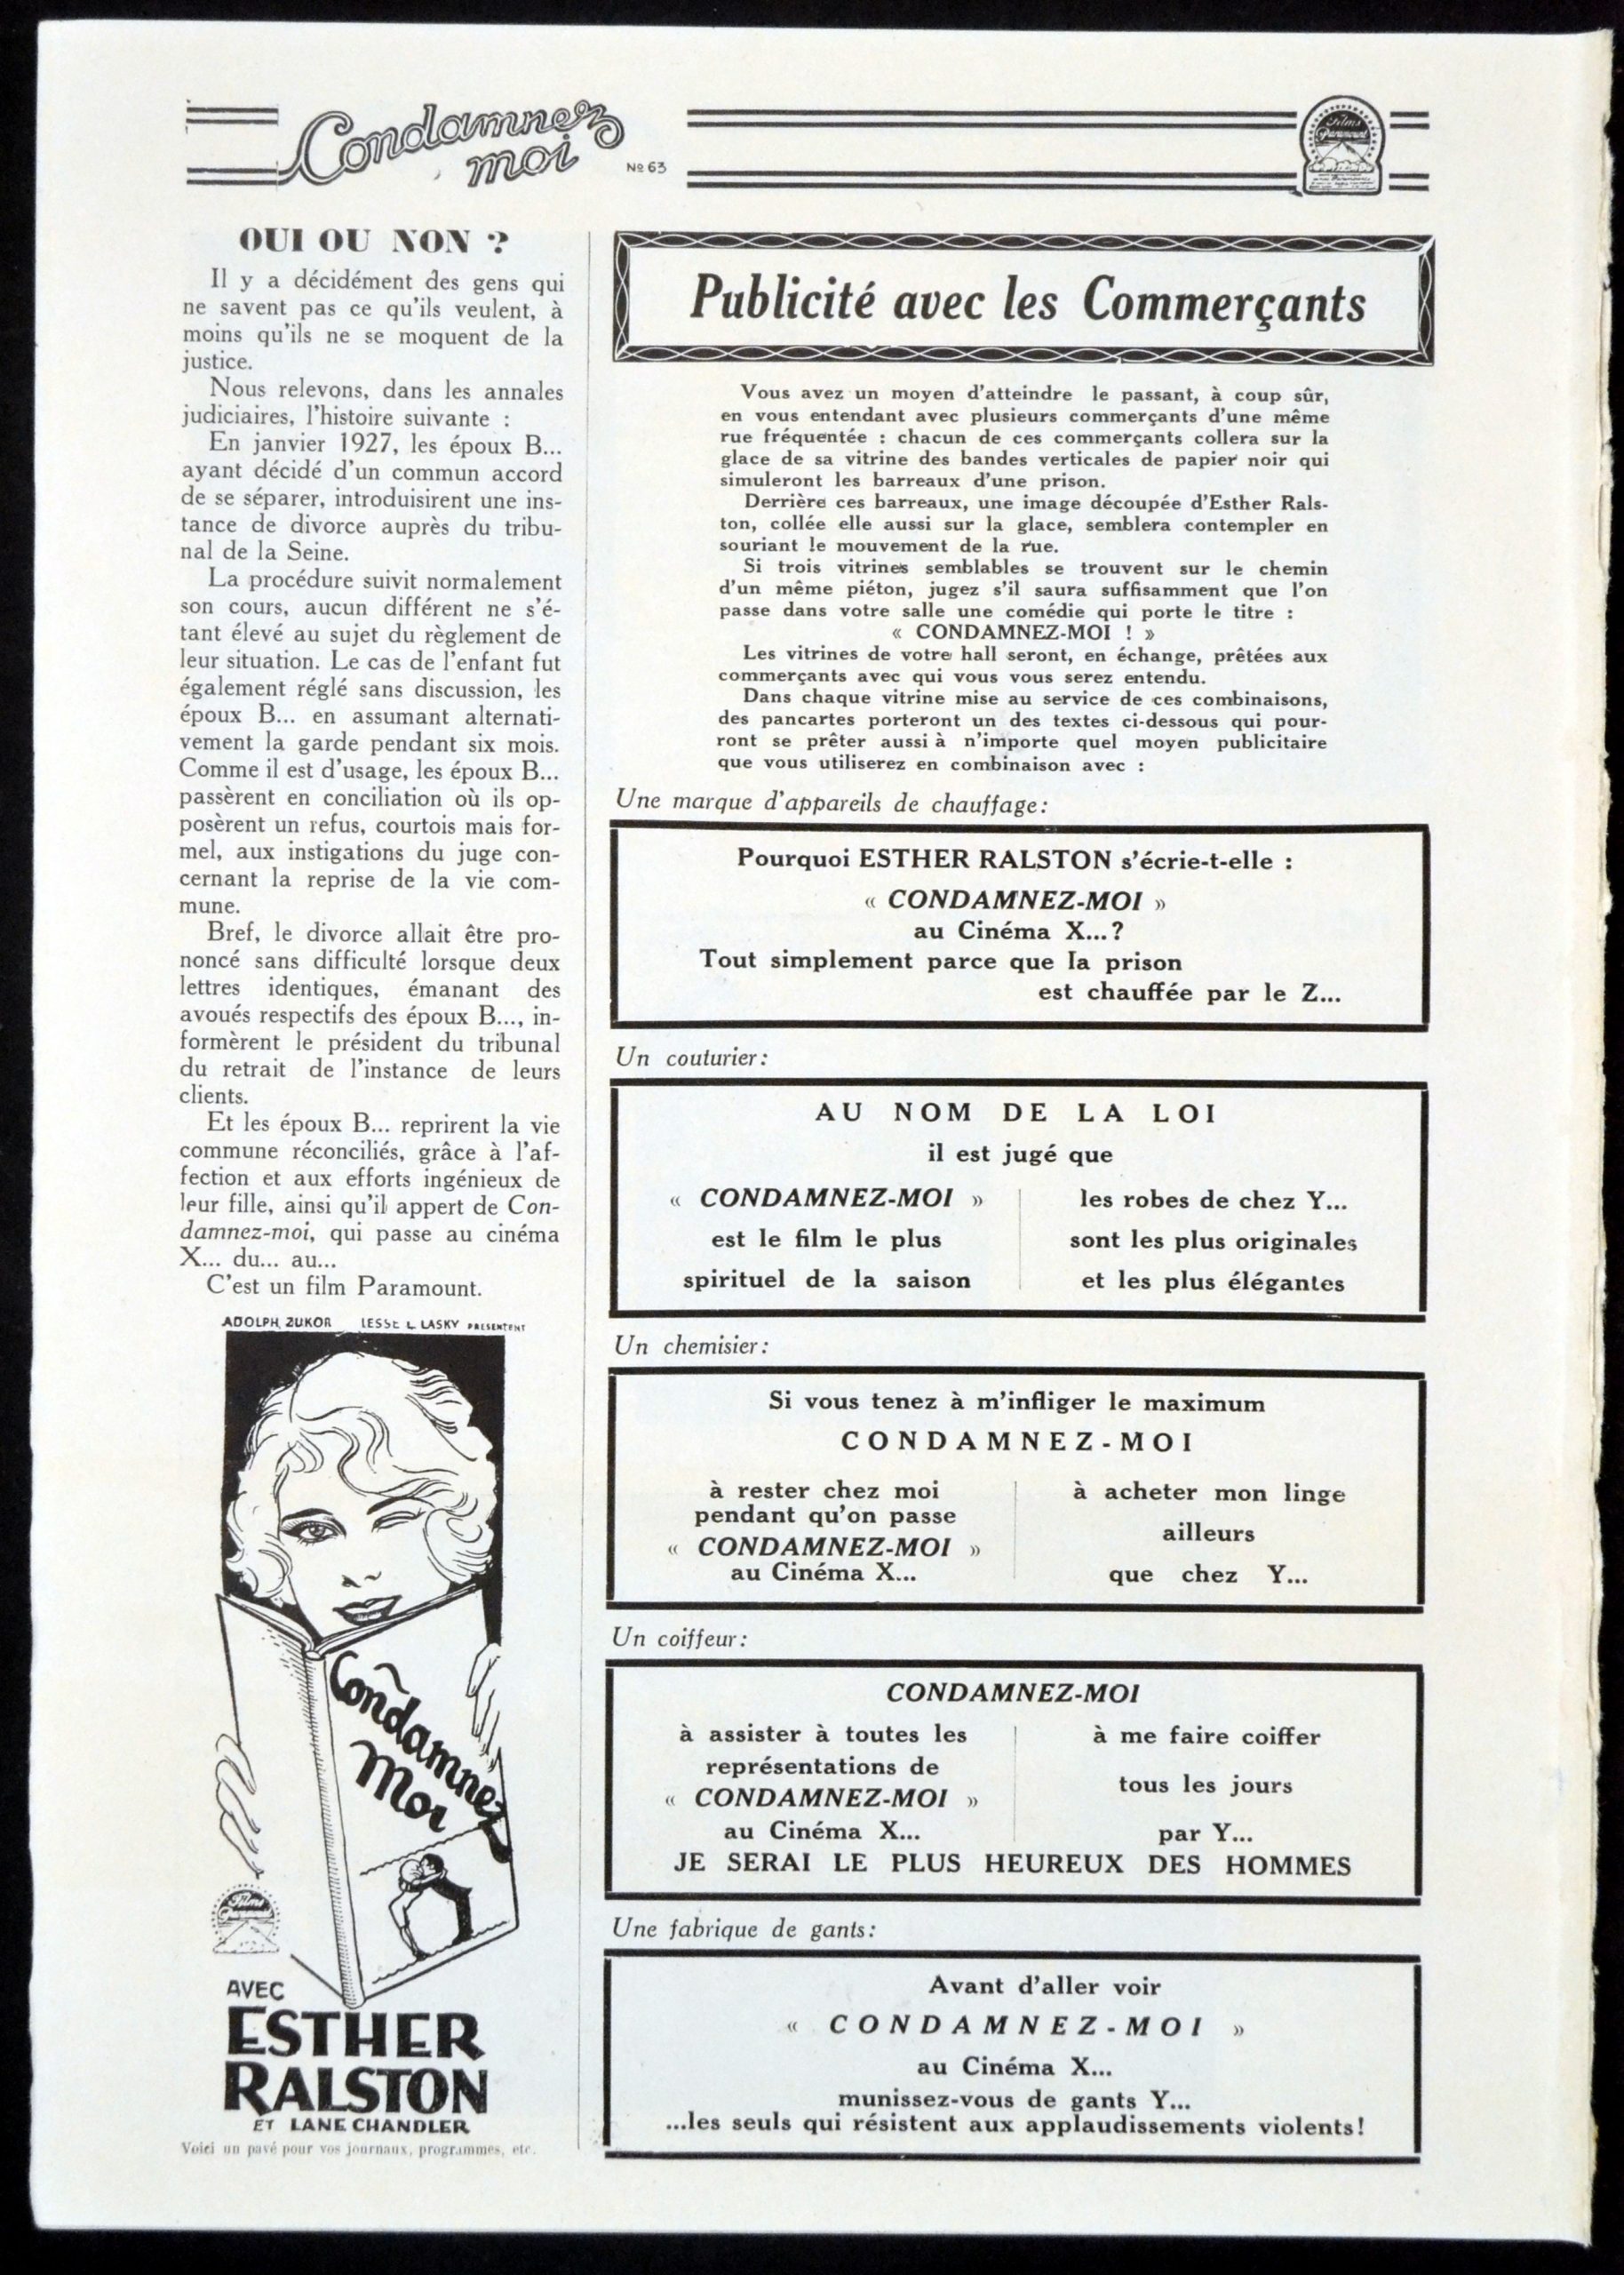 Condamnez
moi
Nº 63
Films
Paramount
OUI OU NON ?
Il y a décidément des gens qui
ne savent pas ce qu'ils veulent, à
moins qu'ils ne se moquent de la
justice.
Nous relevons, dans les annales
judiciaires, l'histoire suivante :
En janvier 1927, les époux B...
ayant décidé d'un commun accord
de se séparer, introduisirent une ins-
tance de divorce auprès du tribu-
nal de la Seine.
La procédure suivit normalement
son cours, aucun différent ne s'é-
tant élevé au sujet du règlement de
leur situation. Le cas de l'enfant fut
également réglé sans discussion, les
époux B... en assumant alternati-
vement la garde pendant six mois.
Comme il est d'usage, les époux B...
passèrent en conciliation où ils op-
posèrent un refus, courtois mais for-
mel, aux instigations du juge con-
cernant la reprise de la vie com-
mune.
Bref, le divorce allait être pro-
noncé sans difficulté lorsque deux
lettres identiques, émanant des
avoués respectifs des époux B..., in-
formèrent le président du tribunal
du retrait de l'instance de leurs
clients.
Et les époux B... reprirent la vie
commune réconciliés, grâce à l'af-
fection et aux efforts ingénieux de
leur fille, ainsi qu'il appert de Con-
damnez-moi, qui passe au cinéma
X... du... au...
C'est un film Paramount.
ADOLPH ZUKOR LESSE L. LASKY PRESENTENT
Condamnez
Moi
Films
AVEC
ESTHER
RALSTON
ET LANE CHANDLER
Voici un pavé pour vos journaux, programmes, etc.
Publicité avec les Commerçants
Vous avez un moyen d'atteindre le passant, à coup sûr,
en vous entendant avec plusieurs commerçants d'une même
rue fréquentée : chacun de ces commerçants collera sur la
glace de sa vitrine des bandes verticales de papier noir qui
simuleront les barreaux d'une prison.
Derrière ces barreaux, une image découpée d'Esther Rals-
ton, collée elle aussi sur la glace, semblera contempler en
souriant le mouvement de la rue.
Si trois vitrines semblables se trouvent sur le chemin
d'un même piéton, jugez s'il saura suffisamment que l'on
passe dans votre salle une comédie qui porte le titre :
« CONDAMNEZ-MOI ! »
Les vitrines de votre hall seront, en échange, prêtées aux
commerçants avec qui vous vous serez entendu.
Dans chaque vitrine mise au service de ces combinaisons,
des pancartes porteront un des textes ci-dessous qui pour-
ront se prêter aussi à n'importe quel moyen publicitaire
que vous utiliserez en combinaison avec :
Une marque d'appareils de chauffage :
Pourquoi ESTHER RALSTON s'écrie-t-elle :
« CONDAMNEZ-MOI »
au Cinéma X...?
Tout simplement parce que la prison
est chauffée par le Z...
Un couturier :
AU NOM DE LA LOI
il est jugé que
« CONDAMNEZ-MOI »
est le film le plus
spirituel de la saison
les robes de chez Y...
sont les plus originales
et les plus élégantes
Un chemisier :
Si vous tenez à m'infliger le maximum
CONDAMNEZ-MOI
à rester chez moi
pendant qu'on passe
« CONDAMNEZ-MOI »
au Cinéma X...
à acheter mon linge
ailleurs
que chez Y...
Un coiffeur :
CONDAMNEZ-MOI
à assister à toutes les
représentations de
« CONDAMNEZ-MOI »
au Cinéma X...
à me faire coiffer
tous les jours
par Y...
JE SERAI LE PLUS HEUREUX DES HOMMES
Une fabrique de gants :
Avant d'aller voir
« CONDAMNEZ-MOI »
au Cinéma X...
munissez-vous de gants Y...
...les seuls qui résistent aux applaudissements violents!